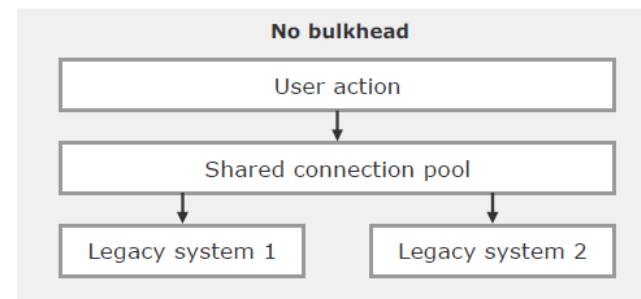 No bulkhead
User action
Shared connection pool
Legacy system 1
Legacy system 2